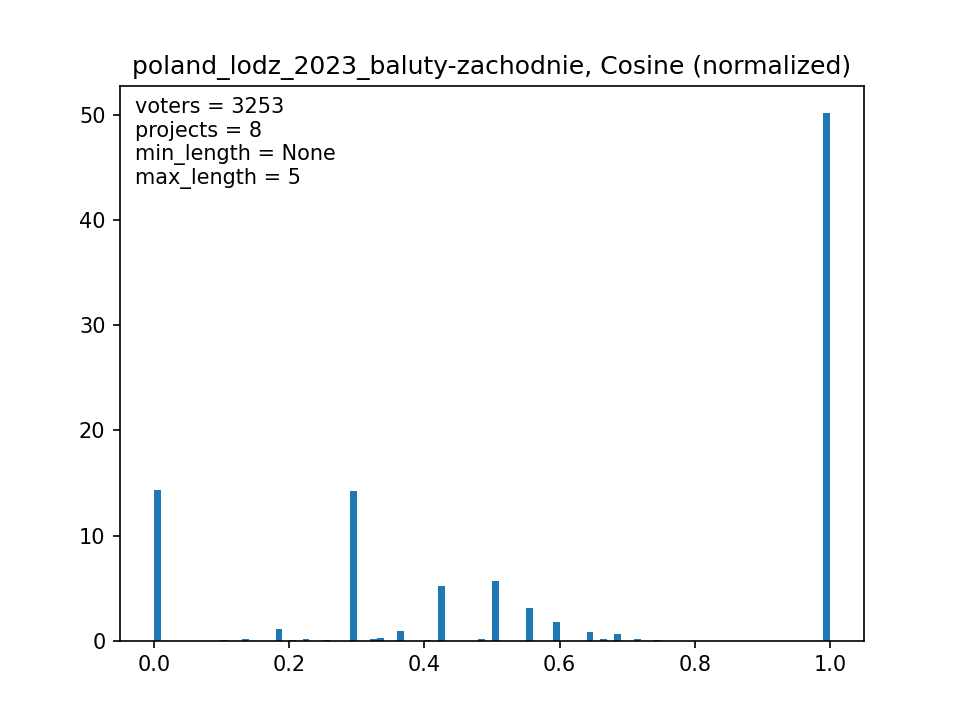 poland_lodz_2023_baluty-zachodnie, Cosine (normalized)
voters = 3253
projects = 8
min_length = None
max_length = 5
50
40
30
20
10
0
0.0 0.2 0.4 0.6 0.8 1.0